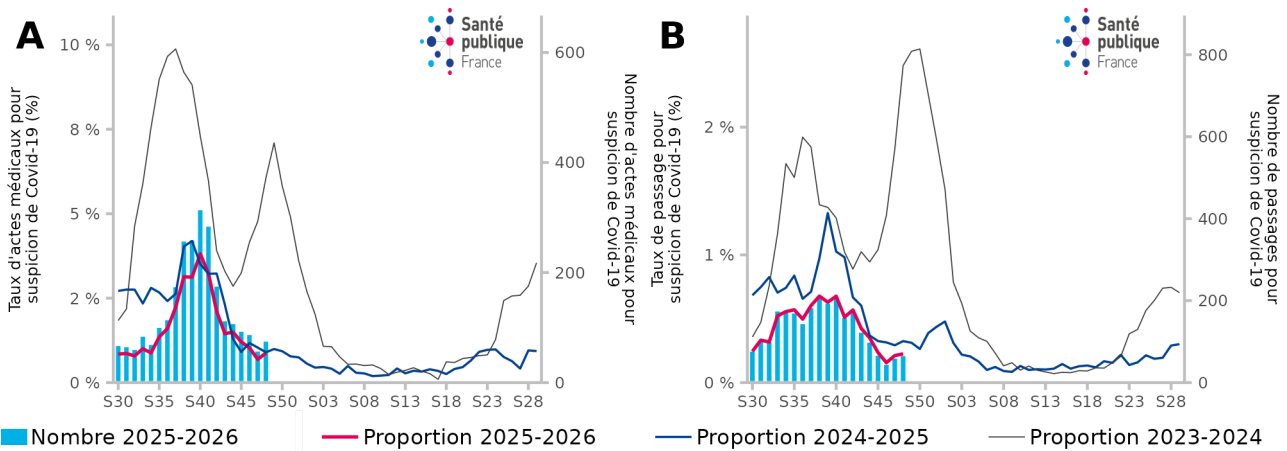 A
Santé
publique
France
Taux d'actes médicaux pour
suspicion de Covid-19 (%)
10 %
8 %
5 %
2 %
0 %
600
400
200
0
Nombre d'actes médicaux pour
suspicion de Covid-19
S30 S35 S40 S45 S50 S03 S08 S13 S18 S23 S28
B
Santé
publique
France
Taux de passage pour
suspicion de Covid-19 (%)
2 %
1 %
0 %
800
600
400
200
0
Nombre de passages pour
suspicion de Covid-19
S30 S35 S40 S45 S50 S03 S08 S13 S18 S23 S28
Nombre 2025-2026 Proportion 2025-2026 Proportion 2024-2025 Proportion 2023-2024